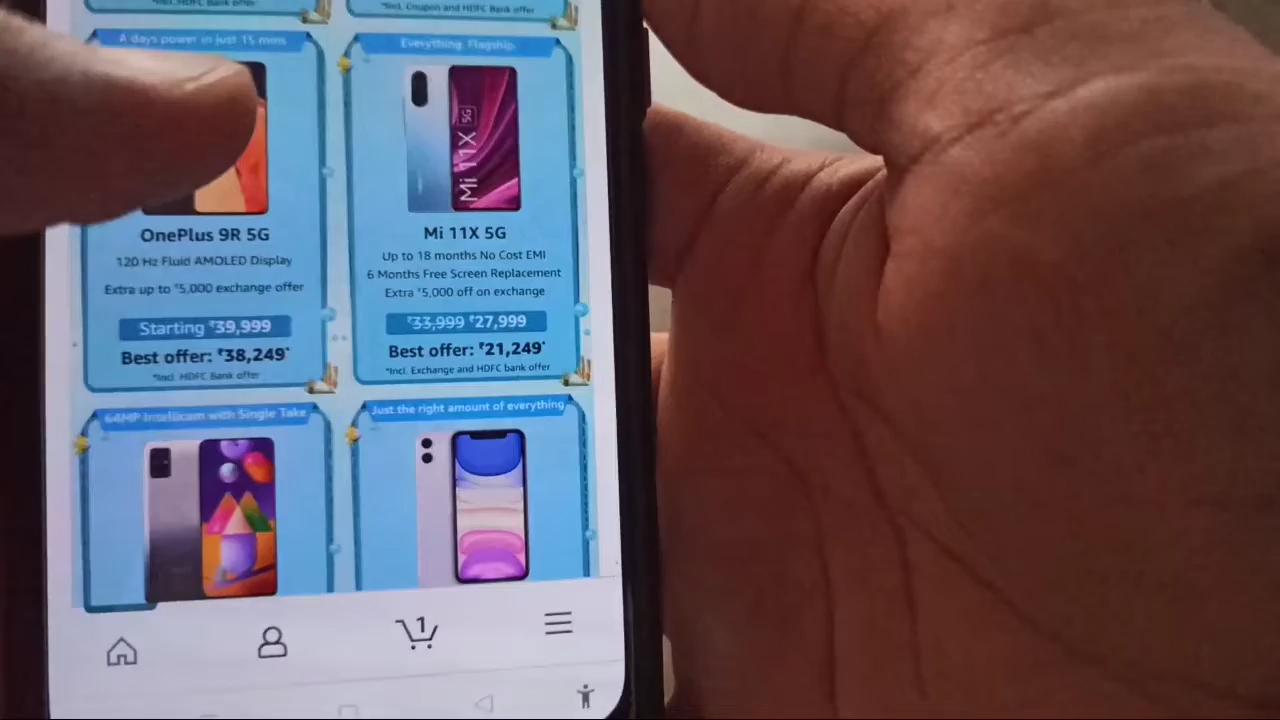 *Incl. HDFC Bank offer
*Incl. Coupon and HDFC Bank offer
A days power in just 15 mins
OnePlus 9R 5G
120 Hz Fluid AMOLED Display
Extra up to ₹5,000 exchange offer
Starting ₹39,999
Best offer: ₹38,249*
*Incl. HDFC Bank offer
Everything. Flagship.
Mi 11X 5G
Mi 11X 5G
Up to 18 months No Cost EMI
6 Months Free Screen Replacement
Extra ₹5,000 off on exchange
₹33,999 ₹27,999
Best offer: ₹21,249*
*Incl. Exchange and HDFC bank offer
64MP Intellicam with Single Take
Just the right amount of everything
1